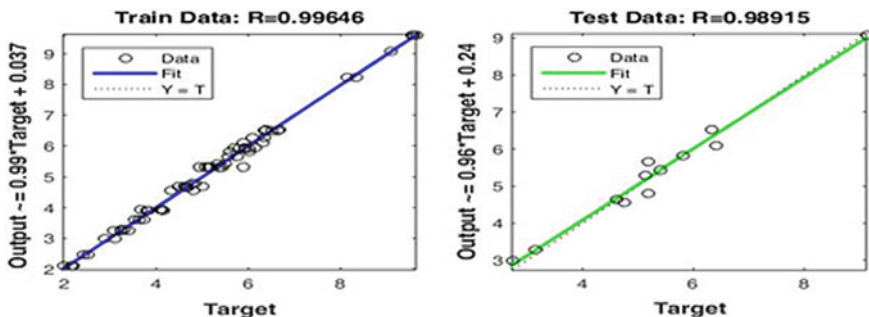 Train Data: R=0.99646
Output ~= 0.99*Target + 0.037
9
8
7
6
5
4
3
2
Data
Fit
Y = T
2
4
6
8
Target
Test Data: R=0.98915
Output ~= 0.96*Target + 0.24
9
8
7
6
5
4
3
Data
Fit
Y = T
4
6
8
Target